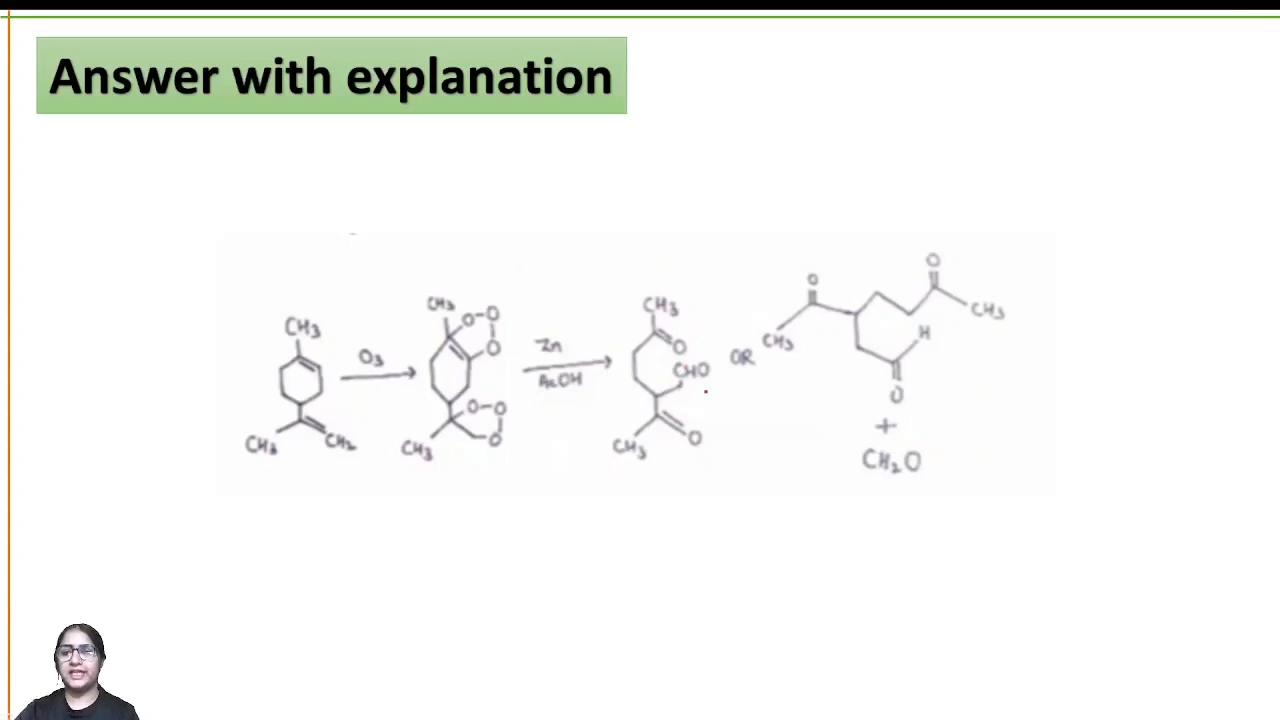 Answer with explanation
CH3
O3
CH3
CH2
CH3
O-O
O
O-O
O
CH3
Zn
AcOH
CH3
O
CHO
CH3
O
OR
O
CH3
O
CH3
H
O
+
CH2O